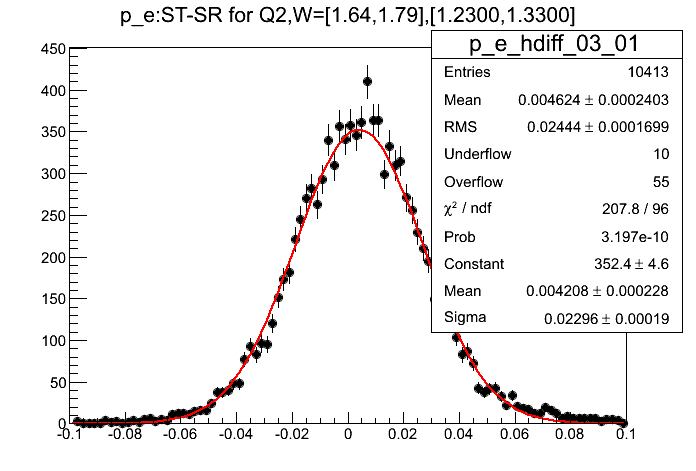 p_e:ST-SR for Q2,W=[1.64,1.79],[1.2300,1.3300]
p_e_hdiff_03_01
Entries 10413
Mean 0.004624 ± 0.0002403
RMS 0.02444 ± 0.0001699
Underflow 10
Overflow 55
χ² / ndf 207.8 / 96
Prob 3.197e-10
Constant 352.4 ± 4.6
Mean 0.004208 ± 0.000228
Sigma 0.02296 ± 0.00019
450
400
350
300
250
200
150
100
50
0
-0.1 -0.08 -0.06 -0.04 -0.02 0 0.02 0.04 0.06 0.08 0.1